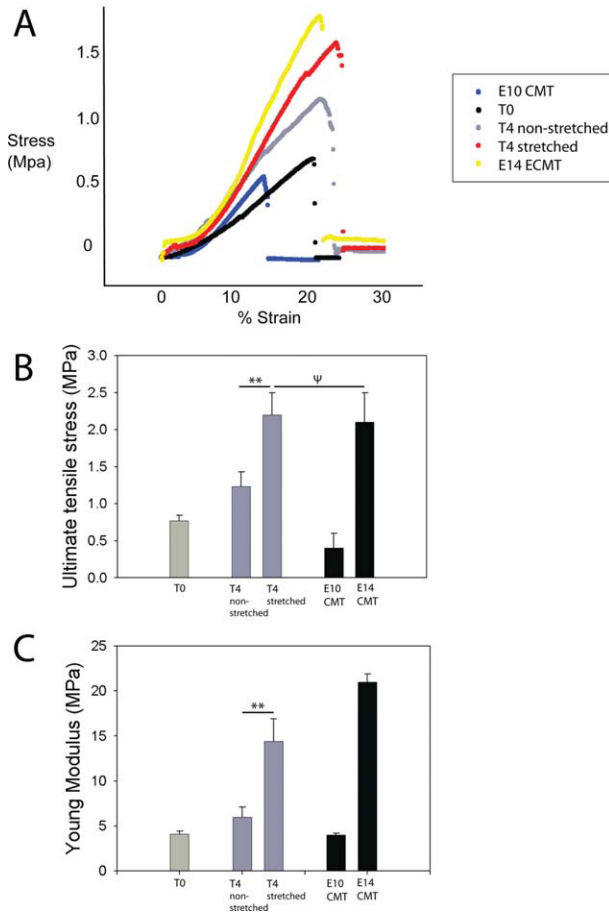 A
1.5
1.0
0.5
0
Stress
(Mpa)
0
10
20
30
% Strain
E10 CMT
T0
T4 non-stretched
T4 stretched
E14 ECMT
B
Ultimate tensile stress (MPa)
3.0
2.5
2.0
1.5
1.0
0.5
0.0
**
Ψ
T0
T4
non-
stretched
T4
stretched
E10
CMT
E14
CMT
C
Young Modulus (MPa)
25
20
15
10
5
0
**
T0
T4
non-
stretched
T4
stretched
E10
CMT
E14
CMT